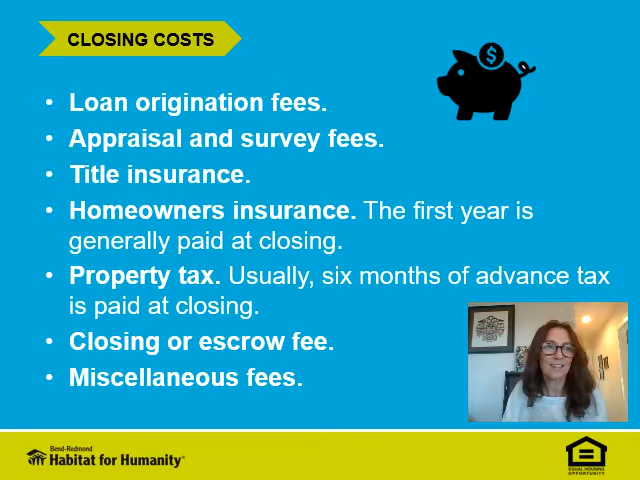 CLOSING COSTS
$
• Loan origination fees.
• Appraisal and survey fees.
• Title insurance.
• Homeowners insurance. The first year is
generally paid at closing.
• Property tax. Usually, six months of advance tax
is paid at closing.
• Closing or escrow fee.
• Miscellaneous fees.
Bend-Redmond
Habitat for Humanity®
EQUAL HOUSING
OPPORTUNITY